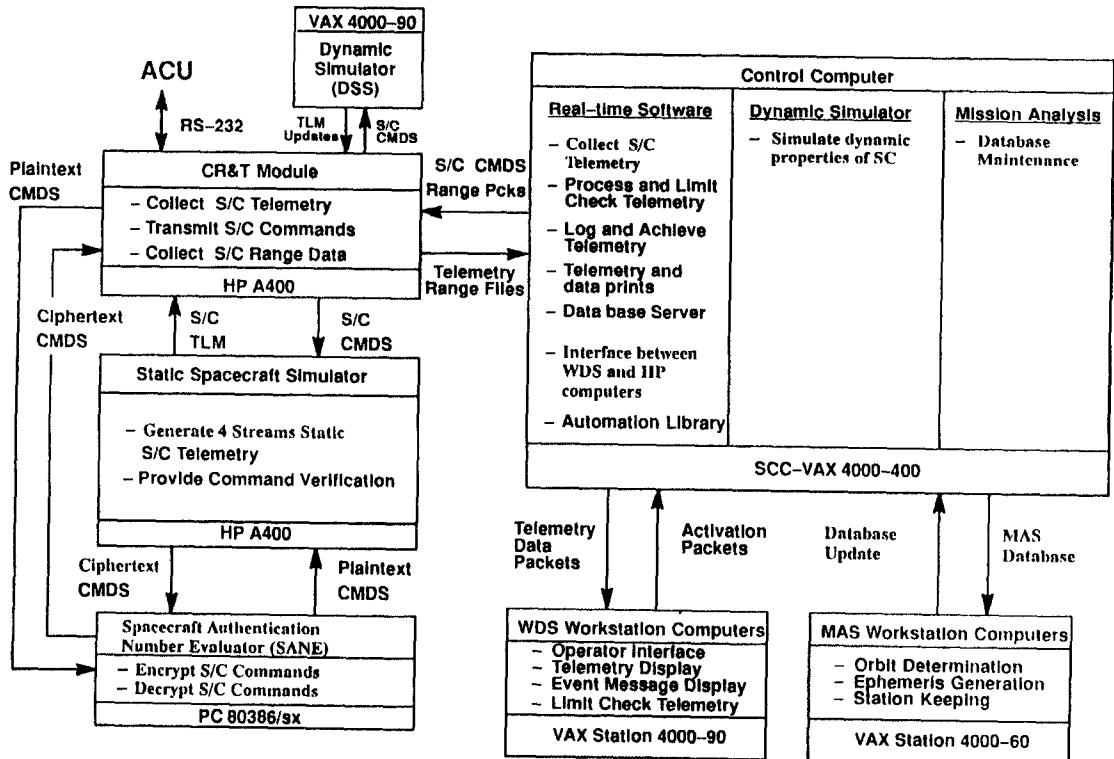 VAX 4000–90
Dynamic
Simulator
(DSS)
ACU
RS–232
TLM
Updates
S/C
CMDS
Plaintext
CMDS
CR&T Module
– Collect S/C Telemetry
– Transmit S/C Commands
– Collect S/C Range Data
HP A400
S/C CMDS
Range Pcks
Telemetry
Range Files
Ciphertext
CMDS
S/C
TLM
S/C
CMDS
Static Spacecraft Simulator
– Generate 4 Streams Static
S/C Telemetry
– Provide Command Verification
HP A400
Ciphertext
CMDS
Plaintext
CMDS
Spacecraft Authentication
Number Evaluator (SANE)
– Encrypt S/C Commands
– Decrypt S/C Commands
PC 80386/sx
Control Computer
Real–time Software
– Collect S/C
Telemetry
– Process and Limit
Check Telemetry
– Log and Achieve
Telemetry
– Telemetry and
data prints
– Data base Server
– Interface between
WDS and HP
computers
– Automation Library
Dynamic Simulator
– Simulate dynamic
properties of SC
Mission Analysis
– Database
Maintenance
SCC–VAX 4000–400
Telemetry
Data
Packets
Activation
Packets
Database
Update
MAS
Database
WDS Workstation Computers
– Operator Interface
– Telemetry Display
– Event Message Display
– Limit Check Telemetry
VAX Station 4000–90
MAS Workstation Computers
– Orbit Determination
– Ephemeris Generation
– Station Keeping
VAX Station 4000–60